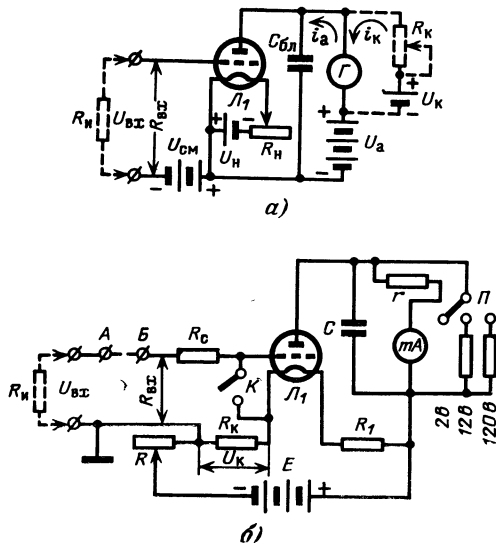 Rи
Uвх
Rвх
Uсм
− +
Л₁
+ −
Uн
Rн
Cбл
iа
iк
Г
Rк
+
Uк
+
Uа
−
а)
Rи
Uвх
А
Б
Rвх
Rс
К
Л₁
R
Rк
Uк
E
− +
R₁
C
r
mA
П
2В
12В
120В
б)